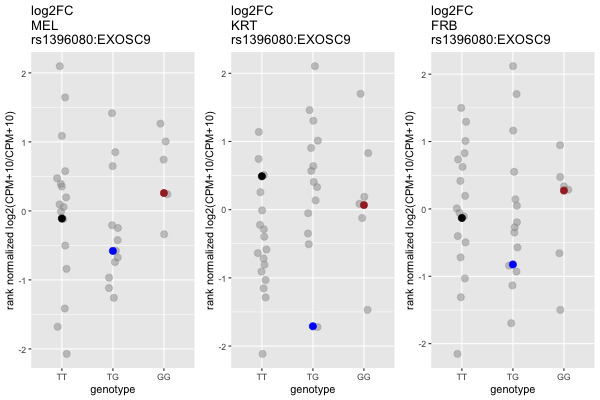 log2FC
MEL
rs1396080:EXOSC9
rank normalized log2(CPM+10/CPM+10)
2
1
0
-1
-2
TT
TG
GG
genotype
log2FC
KRT
rs1396080:EXOSC9
rank normalized log2(CPM+10/CPM+10)
2
1
0
-1
-2
TT
TG
GG
genotype
log2FC
FRB
rs1396080:EXOSC9
rank normalized log2(CPM+10/CPM+10)
2
1
0
-1
-2
TT
TG
GG
genotype